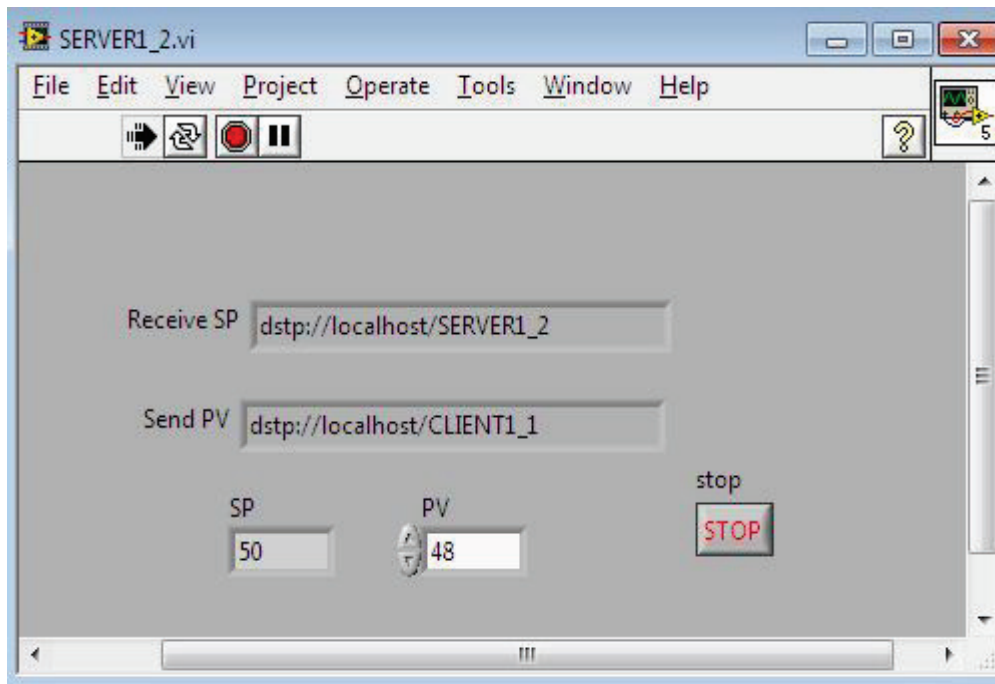 SERVER1_2.vi
File Edit View Project Operate Tools Window Help
?
5
Receive SP dstp://localhost/SERVER1_2
Send PV dstp://localhost/CLIENT1_1
stop
SP PV
STOP
50 48